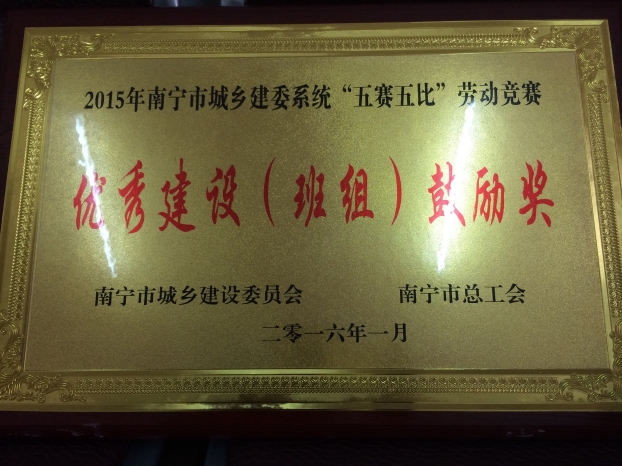 2015年南宁市城乡建委系统“五赛五比”劳动竞赛
优秀建设（班组）鼓励奖
南宁市城乡建设委员会 南宁市总工会
二零一六年一月